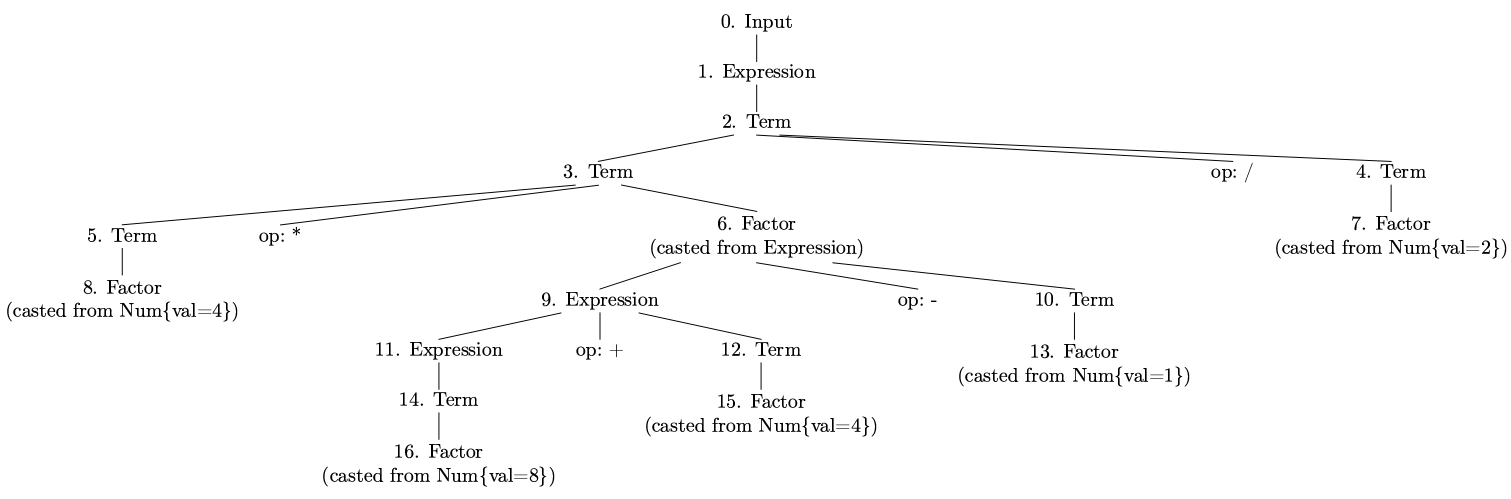 0. Input
1. Expression
2. Term
3. Term
op: /
4. Term
5. Term
op: *
6. Factor
(casted from Expression)
7. Factor
(casted from Num{val=2})
8. Factor
(casted from Num{val=4})
9. Expression
op: -
10. Term
11. Expression
op: +
12. Term
13. Factor
(casted from Num{val=1})
14. Term
15. Factor
(casted from Num{val=4})
16. Factor
(casted from Num{val=8})